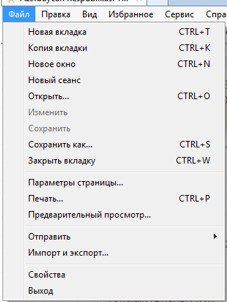 Файл Правка Вид Избранное Сервис Спра
Новая вкладка CTRL+T
Копия вкладки CTRL+K
Новое окно CTRL+N
Новый сеанс
Открыть... CTRL+O
Изменить
Сохранить
Сохранить как... CTRL+S
Закрыть вкладку CTRL+W
Параметры страницы...
Печать... CTRL+P
Предварительный просмотр...
Отправить
Импорт и экспорт...
Свойства
Выход